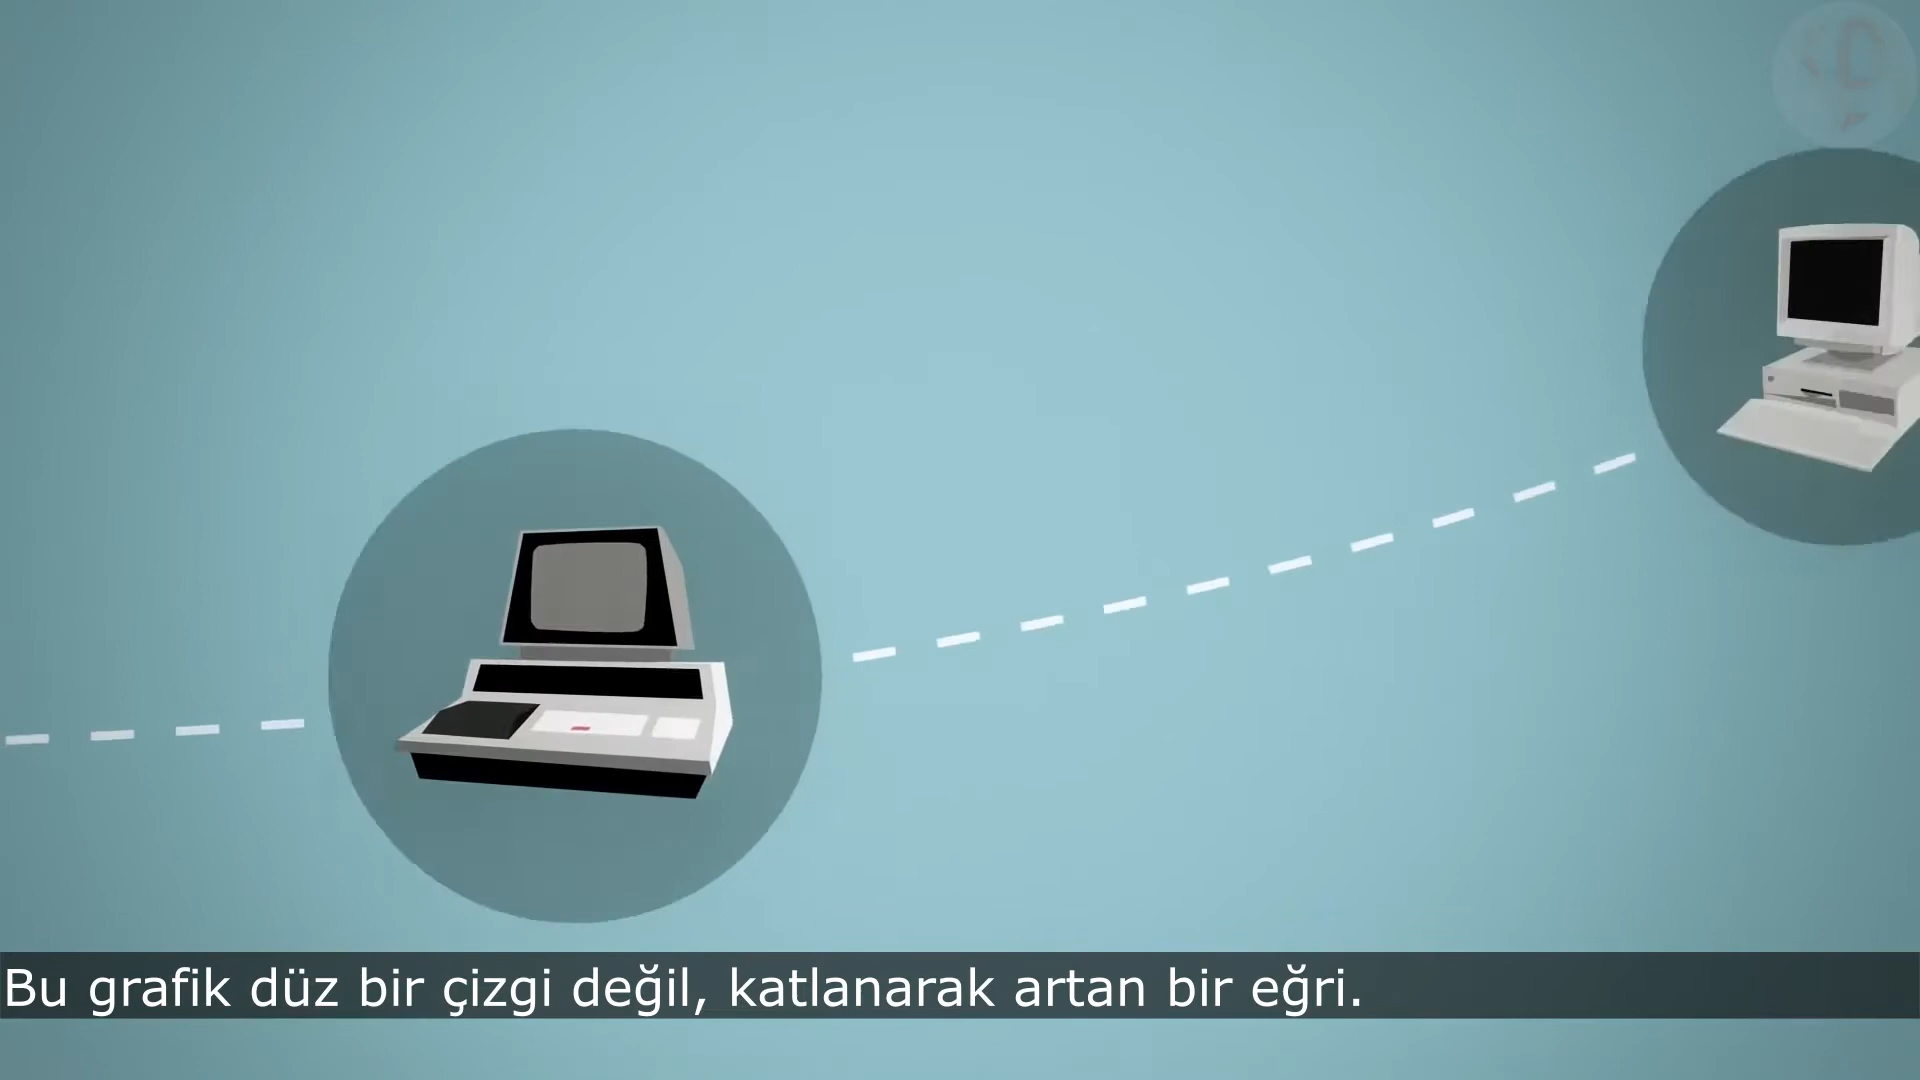 Bu grafik düz bir çizgi değil, katlanarak artan bir eğri.